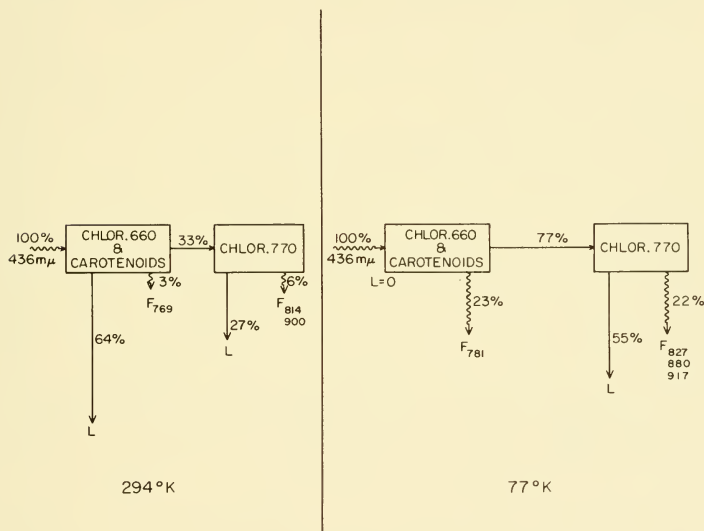 100%
436mμ
CHLOR. 660
&
CAROTENOIDS
33%
CHLOR. 770
3%
F769
6%
F814
900
64%
27%
L
L
294°K
100%
436mμ
CHLOR. 660
&
CAROTENOIDS
L=0
77%
CHLOR. 770
23%
F781
22%
55%
F827
880
917
L
77°K